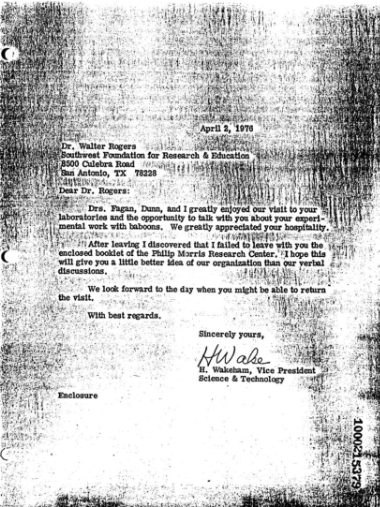 April 2, 1976
Dr. Walter Rogers
Southwest Foundation for Research & Education
8500 Culebra Road
San Antonio, TX 78228
Dear Dr. Rogers:
Drs. Fagan, Dunn, and I greatly enjoyed our visit to your
laboratories and the opportunity to talk with you about your experi-
mental work with baboons. We greatly appreciated your hospitality.
After leaving I discovered that I failed to leave with you the
enclosed booklet of the Philip Morris Research Center. I hope this
will give you a little better idea of our organization than our verbal
discussions.
We look forward to the day when you might be able to return
the visit.
With best regards.
Sincerely yours,
H. Wakeham, Vice President
Science & Technology
Enclosure